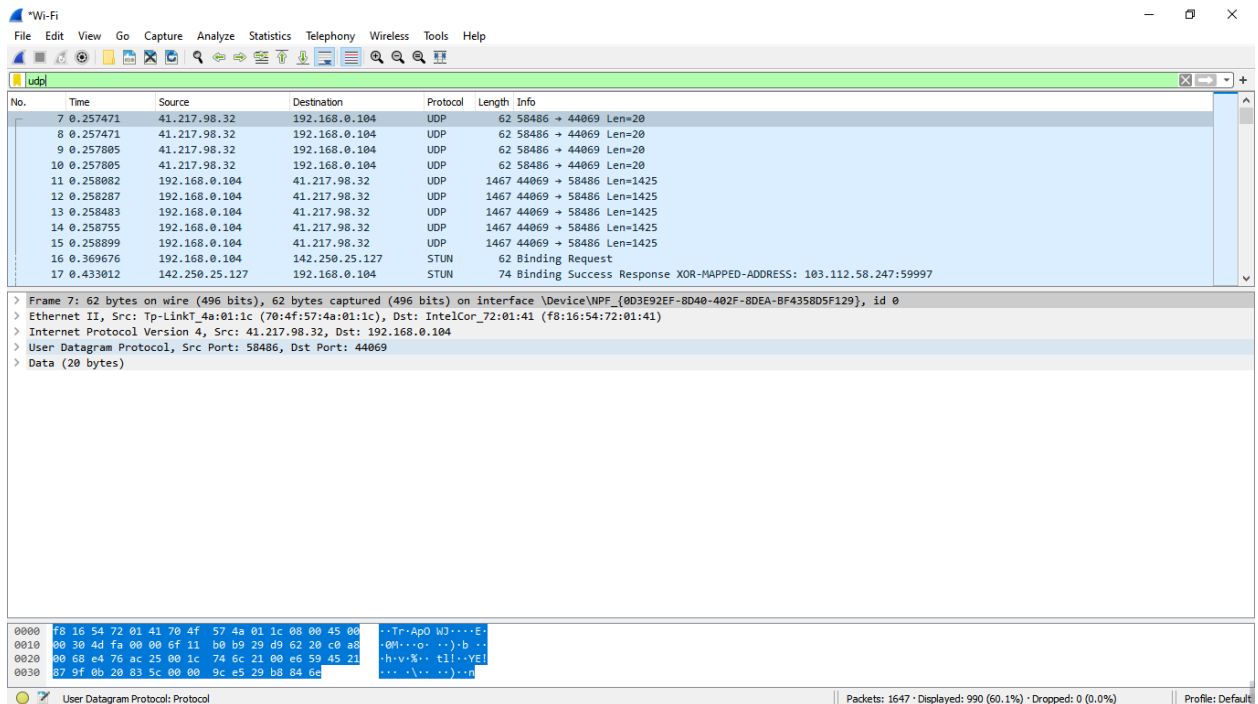 *Wi-Fi
File Edit View Go Capture Analyze Statistics Telephony Wireless Tools Help
udp
No. Time Source Destination Protocol Length Info
7 0.257471 41.217.98.32 192.168.0.104 UDP 62 58486 → 44069 Len=20
8 0.257471 41.217.98.32 192.168.0.104 UDP 62 58486 → 44069 Len=20
9 0.257805 41.217.98.32 192.168.0.104 UDP 62 58486 → 44069 Len=20
10 0.257805 41.217.98.32 192.168.0.104 UDP 62 58486 → 44069 Len=20
11 0.258082 192.168.0.104 41.217.98.32 UDP 1467 44069 → 58486 Len=1425
12 0.258287 192.168.0.104 41.217.98.32 UDP 1467 44069 → 58486 Len=1425
13 0.258483 192.168.0.104 41.217.98.32 UDP 1467 44069 → 58486 Len=1425
14 0.258755 192.168.0.104 41.217.98.32 UDP 1467 44069 → 58486 Len=1425
15 0.258899 192.168.0.104 41.217.98.32 UDP 1467 44069 → 58486 Len=1425
16 0.369676 192.168.0.104 142.250.25.127 STUN 62 Binding Request
17 0.433012 142.250.25.127 192.168.0.104 STUN 74 Binding Success Response XOR-MAPPED-ADDRESS: 103.112.58.247:59997
> Frame 7: 62 bytes on wire (496 bits), 62 bytes captured (496 bits) on interface \Device\NPF_{0D3E92EF-8D40-402F-8DEA-BF4358D5F129}, id 0
> Ethernet II, Src: Tp-LinkT_4a:01:1c (70:4f:57:4a:01:1c), Dst: IntelCor_72:01:41 (f8:16:54:72:01:41)
> Internet Protocol Version 4, Src: 41.217.98.32, Dst: 192.168.0.104
> User Datagram Protocol, Src Port: 58486, Dst Port: 44069
> Data (20 bytes)
0000 f8 16 54 72 01 41 70 4f 57 4a 01 1c 08 00 45 00 ··Tr·ApO WJ····E·
0010 00 30 4d fa 00 00 6f 11 b0 b9 29 d9 62 20 c0 a8 ·0M···o· ··)·b ··
0020 00 68 e4 76 ac 25 00 1c 74 6c 21 00 e6 59 45 21 ·h·v·%·· tl!··YE!
0030 87 9f 0b 20 83 5c 00 00 9c e5 29 b8 84 6e ··· ·\·· ··)··n
User Datagram Protocol: Protocol Packets: 1647 · Displayed: 990 (60.1%) · Dropped: 0 (0.0%) Profile: Default